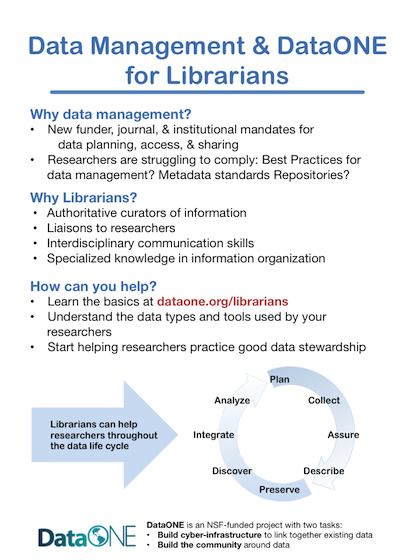 Data Management & DataONE
for Librarians
Why data management?
• New funder, journal, & institutional mandates for
data planning, access, & sharing
• Researchers are struggling to comply: Best Practices for
data management? Metadata standards Repositories?
Why Librarians?
• Authoritative curators of information
• Liaisons to researchers
• Interdisciplinary communication skills
• Specialized knowledge in information organization
How can you help?
• Learn the basics at dataone.org/librarians
• Understand the data types and tools used by your
researchers
• Start helping researchers practice good data stewardship
Librarians can help
researchers throughout
the data life cycle
Plan
Collect
Assure
Describe
Preserve
Discover
Integrate
Analyze
DataONE
DataONE is an NSF-funded project with two tasks:
• Build cyber-infrastructure to link together existing data
• Build the community around data